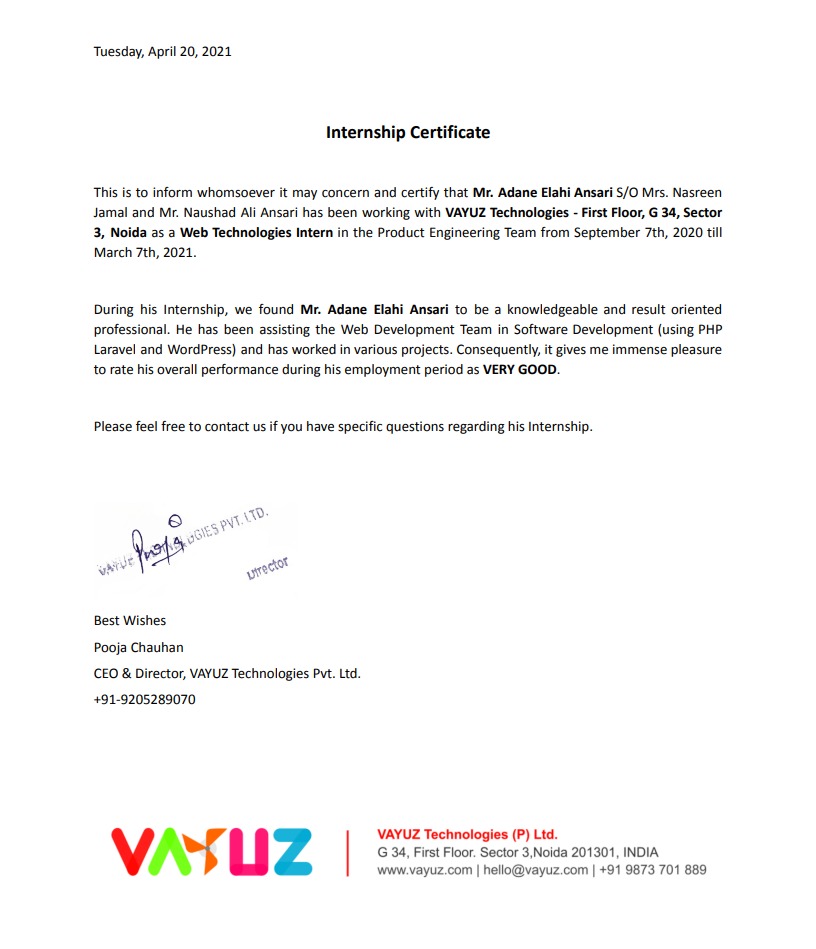 Tuesday, April 20, 2021
Internship Certificate
This is to inform whomsoever it may concern and certify that Mr. Adane Elahi Ansari S/O Mrs. Nasreen
Jamal and Mr. Naushad Ali Ansari has been working with VAYUZ Technologies - First Floor, G 34, Sector
3, Noida as a Web Technologies Intern in the Product Engineering Team from September 7th, 2020 till
March 7th, 2021.
During his Internship, we found Mr. Adane Elahi Ansari to be a knowledgeable and result oriented
professional. He has been assisting the Web Development Team in Software Development (using PHP
Laravel and WordPress) and has worked in various projects. Consequently, it gives me immense pleasure
to rate his overall performance during his employment period as VERY GOOD.
Please feel free to contact us if you have specific questions regarding his Internship.
PVT. LTD.
Pooja
Director
Best Wishes
Pooja Chauhan
CEO & Director, VAYUZ Technologies Pvt. Ltd.
+91-9205289070
VAYUZ
VAYUZ Technologies (P) Ltd.
G 34, First Floor. Sector 3,Noida 201301, INDIA
www.vayuz.com | hello@vayuz.com | +91 9873 701 889